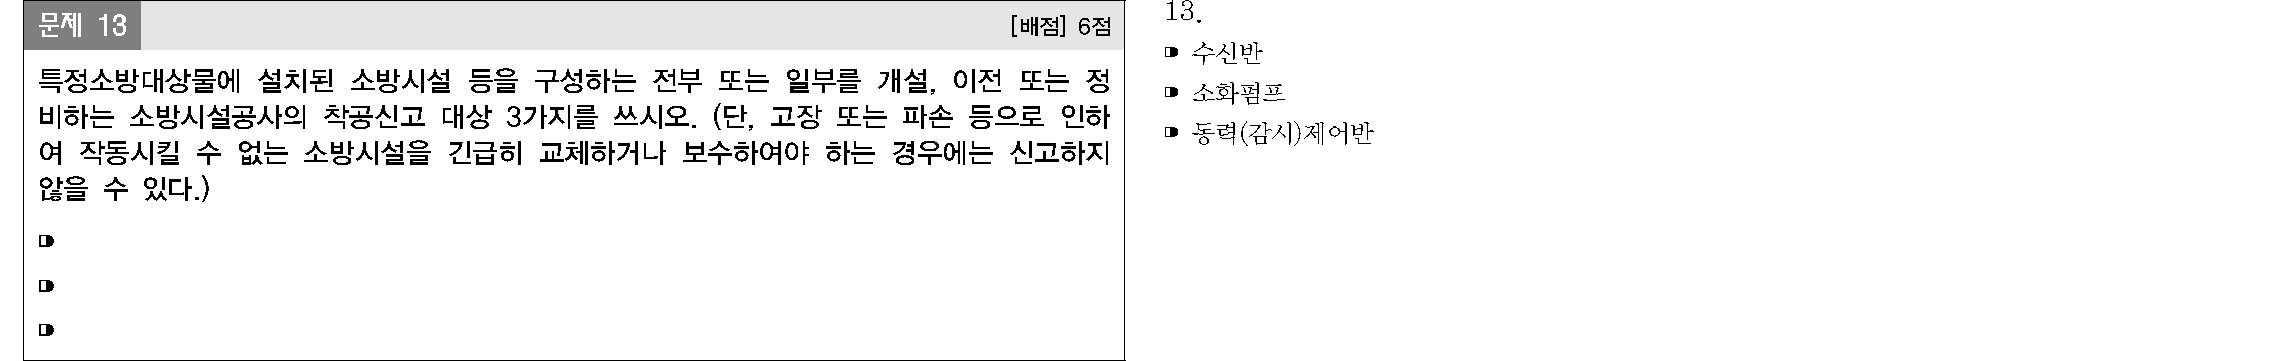 문제 13
[배점] 6점
특정소방대상물에 설치된 소방시설 등을 구성하는 전부 또는 일부를 개설, 이전 또는 정
비하는 소방시설공사의 착공신고 대상 3가지를 쓰시오. (단, 고장 또는 파손 등으로 인하
여 작동시킬 수 없는 소방시설을 긴급히 교체하거나 보수하여야 하는 경우에는 신고하지
않을 수 있다.)
13.
수신반
소화펌프
동력(감시)제어반